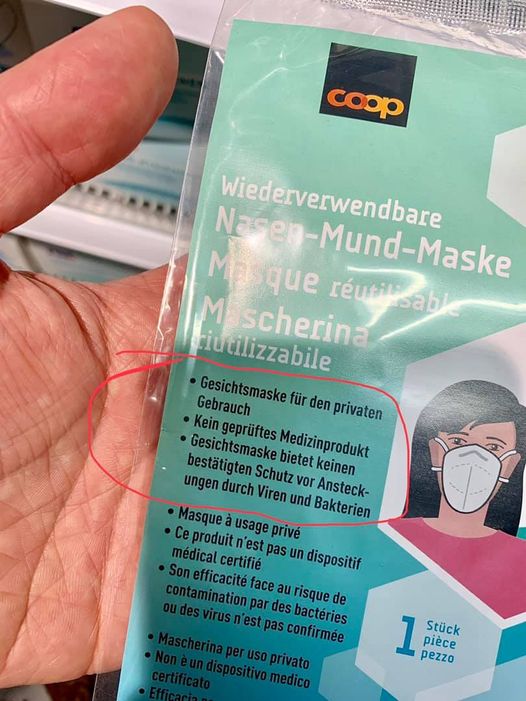 coop
Wiederverwendbare
Nasen-Mund-Maske
Masque réutilisable
Mascherina
riutilizzabile
• Gesichtsmaske für den privaten
Gebrauch
• Kein geprüftes Medizinprodukt
• Gesichtsmaske bietet keinen
bestätigten Schutz vor Ansteck-
ungen durch Viren und Bakterien
• Masque à usage privé
• Ce produit n'est pas un dispositif
médical certifié
• Son efficacité face au risque de
contamination par des bactéries
ou des virus n'est pas confirmée
• Mascherina per uso privato
• Non è un dispositivo medico
certificato
• Efficacia
1 Stück
pièce
pezzo